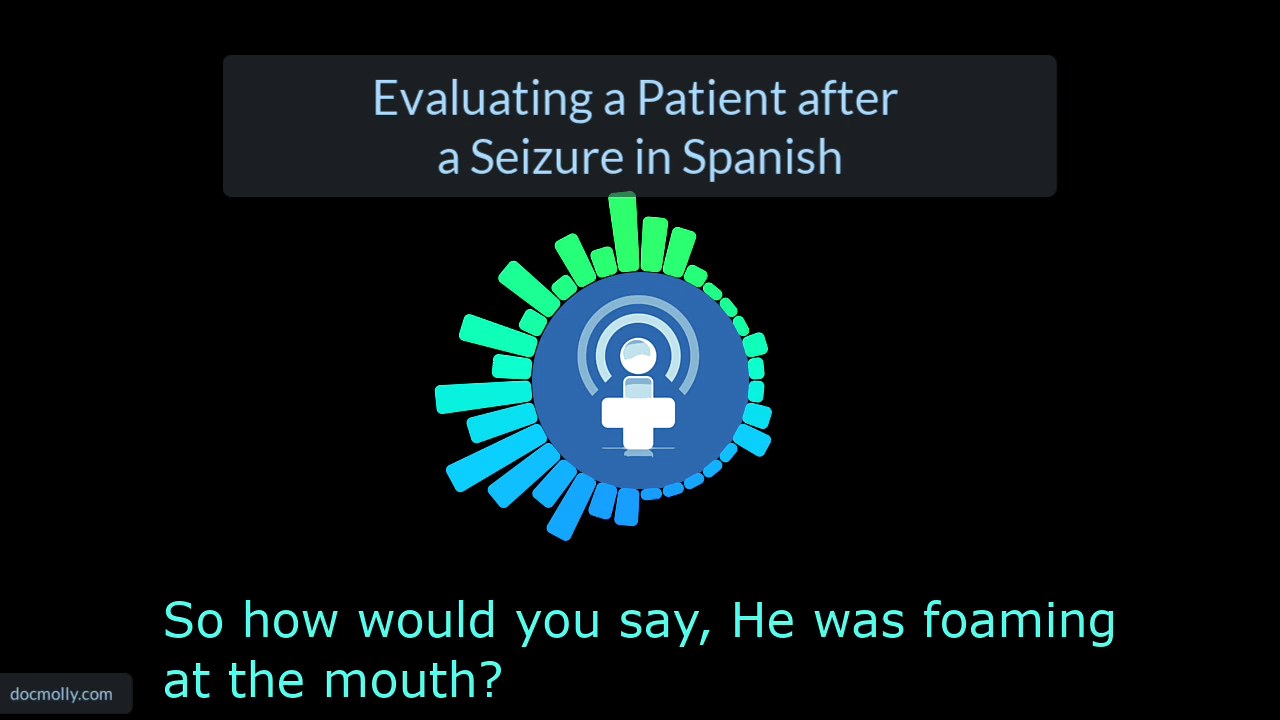 Evaluating a Patient after
a Seizure in Spanish
So how would you say, He was foaming
at the mouth?
docmolly.com